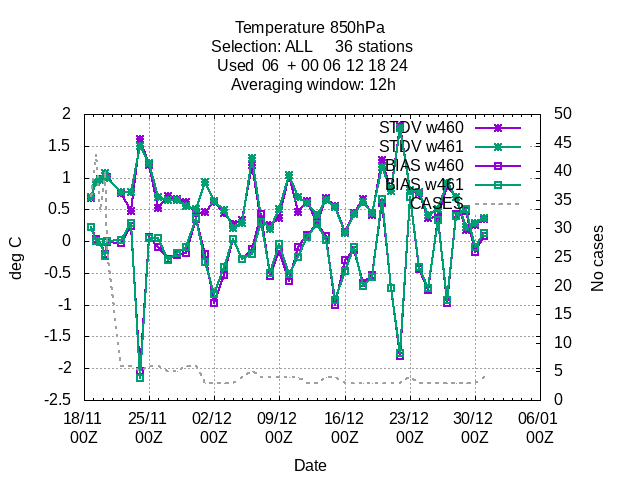 Temperature 850hPa
Selection: ALL 36 stations
Used 06 + 00 06 12 18 24
Averaging window: 12h
2
1.5
1
0.5
0
-0.5
-1
-1.5
-2
-2.5
deg C
50
45
40
35
30
25
20
15
10
5
0
No cases
STDV w460
STDV w461
BIAS w460
BIAS w461
CASES
18/11 25/11 02/12 09/12 16/12 23/12 30/12 06/01
00Z 00Z 00Z 00Z 00Z 00Z 00Z 00Z
Date